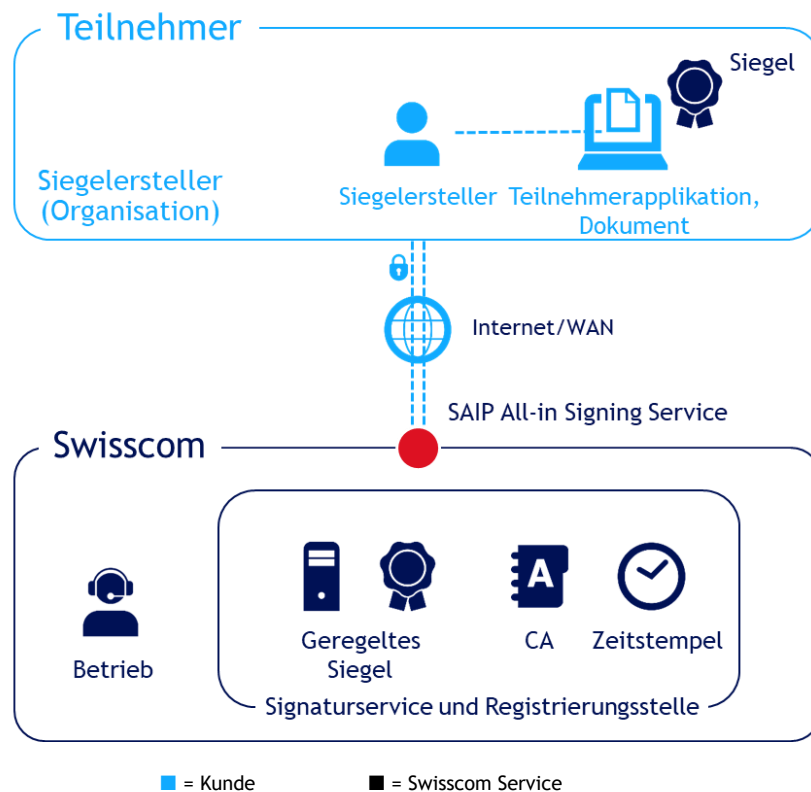 Teilnehmer
Siegel
Siegelersteller
(Organisation)
Siegelersteller
Teilnehmerapplikation,
Dokument
Internet/WAN
SAIP All-in Signing Service
Swisscom
A
Betrieb
Geregeltes
Siegel
CA
Zeitstempel
Signaturservice und Registrierungsstelle
= Kunde
= Swisscom Service